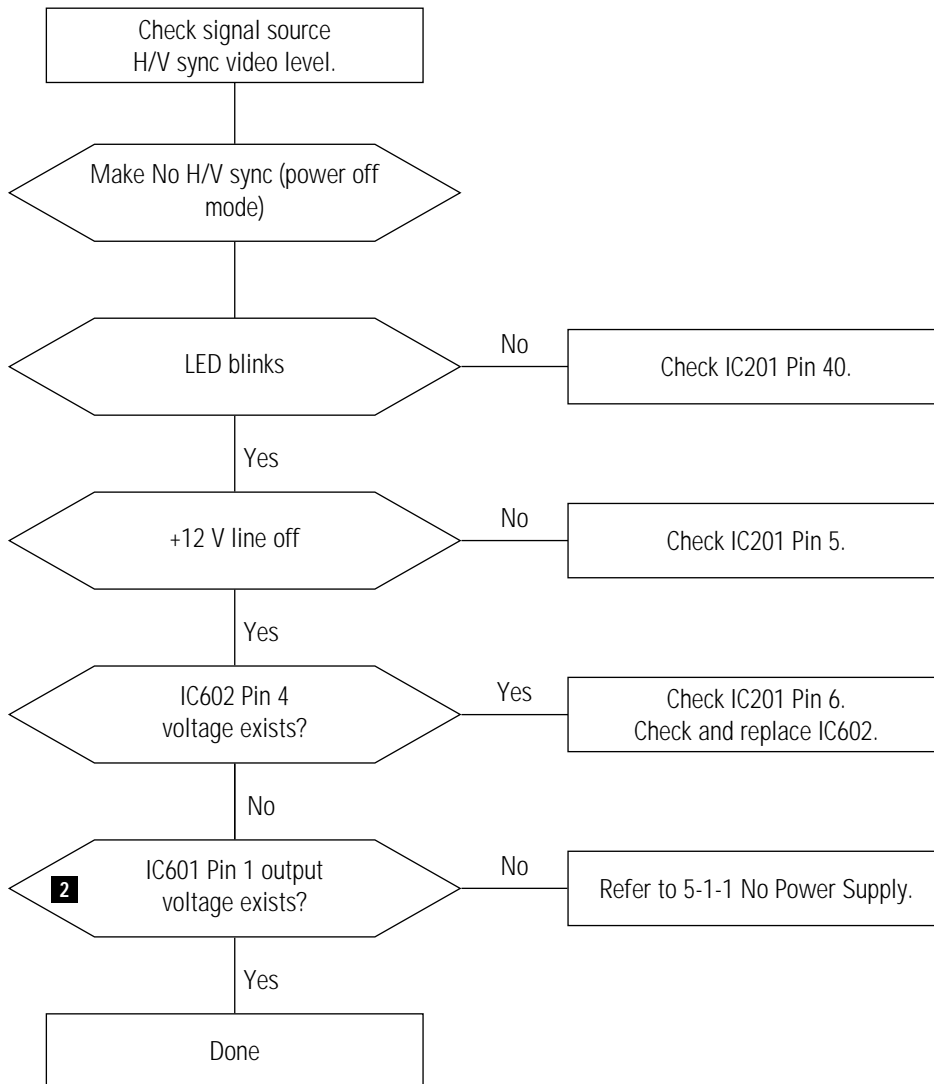 Check signal source
H/V sync video level.
Make No H/V sync (power off
mode)
LED blinks
No
Check IC201 Pin 40.
Yes
+12 V line off
No
Check IC201 Pin 5.
Yes
IC602 Pin 4
voltage exists?
Yes
Check IC201 Pin 6.
Check and replace IC602.
No
2
IC601 Pin 1 output
voltage exists?
No
Refer to 5-1-1 No Power Supply.
Yes
Done